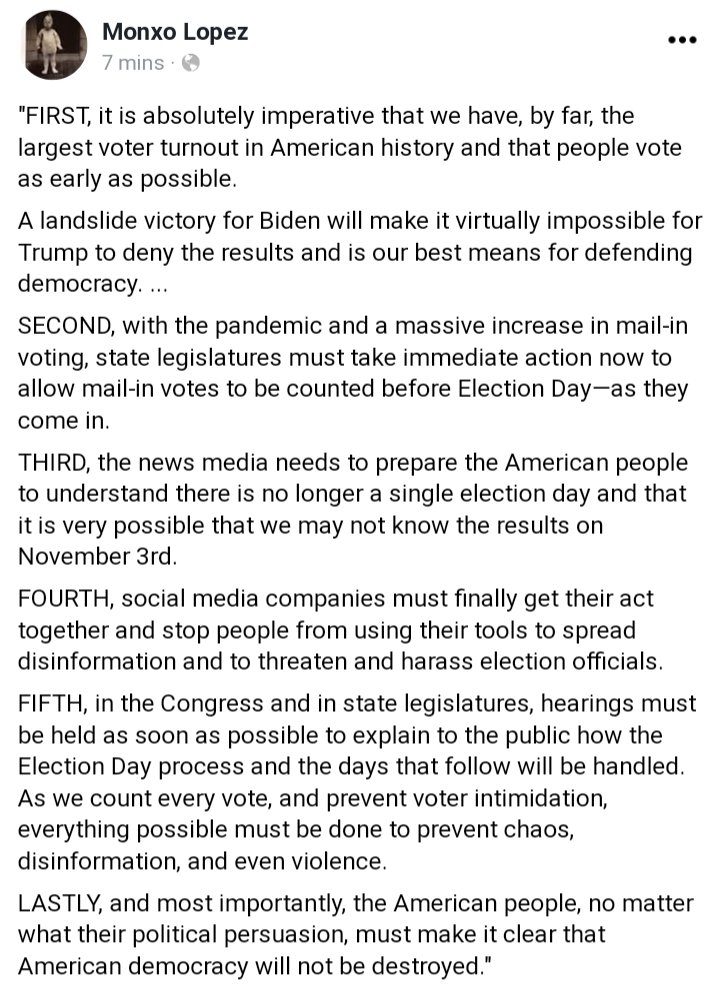 Monxo Lopez
7 mins ·
"FIRST, it is absolutely imperative that we have, by far, the
largest voter turnout in American history and that people vote
as early as possible.
A landslide victory for Biden will make it virtually impossible for
Trump to deny the results and is our best means for defending
democracy. ...
SECOND, with the pandemic and a massive increase in mail-in
voting, state legislatures must take immediate action now to
allow mail-in votes to be counted before Election Day—as they
come in.
THIRD, the news media needs to prepare the American people
to understand there is no longer a single election day and that
it is very possible that we may not know the results on
November 3rd.
FOURTH, social media companies must finally get their act
together and stop people from using their tools to spread
disinformation and to threaten and harass election officials.
FIFTH, in the Congress and in state legislatures, hearings must
be held as soon as possible to explain to the public how the
Election Day process and the days that follow will be handled.
As we count every vote, and prevent voter intimidation,
everything possible must be done to prevent chaos,
disinformation, and even violence.
LASTLY, and most importantly, the American people, no matter
what their political persuasion, must make it clear that
American democracy will not be destroyed."